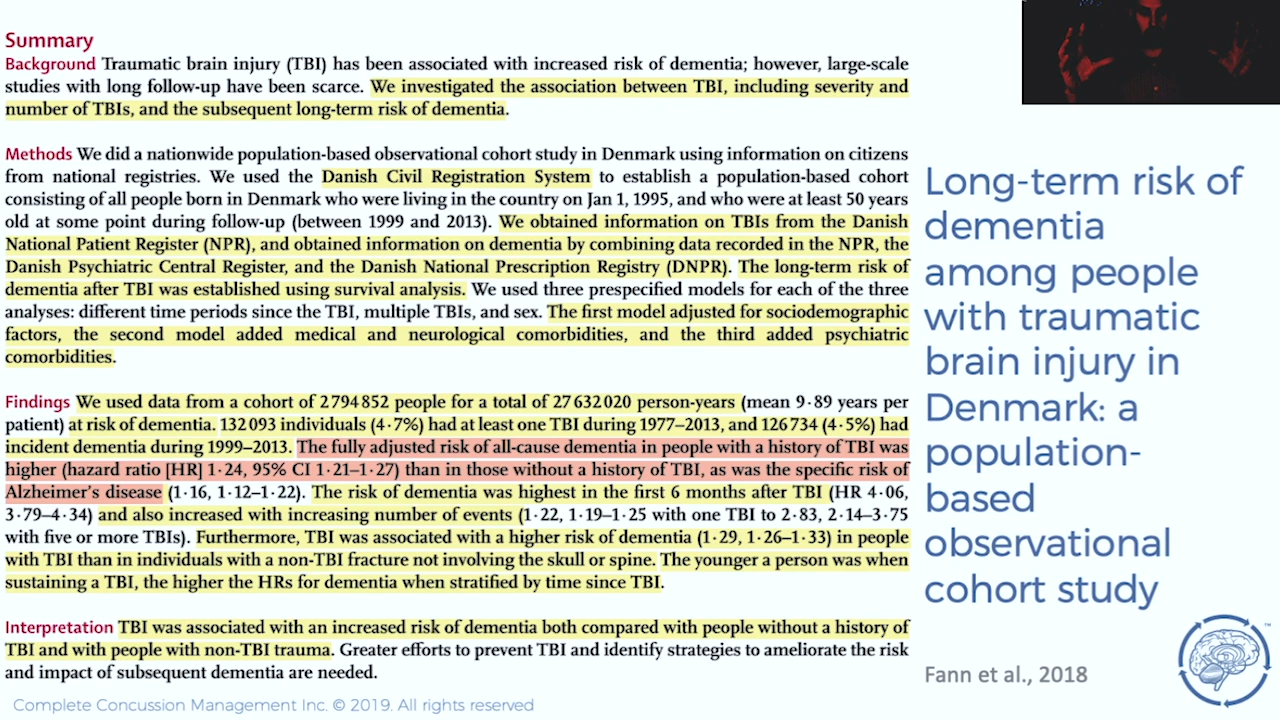 Summary
Background Traumatic brain injury (TBI) has been associated with increased risk of dementia; however, large-scale
studies with long follow-up have been scarce. We investigated the association between TBI, including severity and
number of TBIs, and the subsequent long-term risk of dementia.
Methods We did a nationwide population-based observational cohort study in Denmark using information on citizens
from national registries. We used the Danish Civil Registration System to establish a population-based cohort
consisting of all people born in Denmark who were living in the country on Jan 1, 1995, and who were at least 50 years
old at some point during follow-up (between 1999 and 2013). We obtained information on TBIs from the Danish
National Patient Register (NPR), and obtained information on dementia by combining data recorded in the NPR, the
Danish Psychiatric Central Register, and the Danish National Prescription Registry (DNPR). The long-term risk of
dementia after TBI was established using survival analysis. We used three prespecified models for each of the three
analyses: different time periods since the TBI, multiple TBIs, and sex. The first model adjusted for sociodemographic
factors, the second model added medical and neurological comorbidities, and the third added psychiatric
comorbidities.
Findings We used data from a cohort of 2 794 852 people for a total of 27 632 020 person-years (mean 9·89 years per
patient) at risk of dementia. 132 093 individuals (4·7%) had at least one TBI during 1977–2013, and 126 734 (4·5%) had
incident dementia during 1999–2013. The fully adjusted risk of all-cause dementia in people with a history of TBI was
higher (hazard ratio [HR] 1·24, 95% CI 1·21–1·27) than in those without a history of TBI, as was the specific risk of
Alzheimer's disease (1·16, 1·12–1·22). The risk of dementia was highest in the first 6 months after TBI (HR 4·06,
3·79–4·34) and also increased with increasing number of events (1·22, 1·19–1·25 with one TBI to 2·83, 2·14–3·75
with five or more TBIs). Furthermore, TBI was associated with a higher risk of dementia (1·29, 1·26–1·33) in people
with TBI than in individuals with a non-TBI fracture not involving the skull or spine. The younger a person was when
sustaining a TBI, the higher the HRs for dementia when stratified by time since TBI.
Interpretation TBI was associated with an increased risk of dementia both compared with people without a history of
TBI and with people with non-TBI trauma. Greater efforts to prevent TBI and identify strategies to ameliorate the risk
and impact of subsequent dementia are needed.
Complete Concussion Management Inc. © 2019. All rights reserved
Long-term risk of
dementia
among people
with traumatic
brain injury in
Denmark: a
population-
based
observational
cohort study
Fann et al., 2018
TM